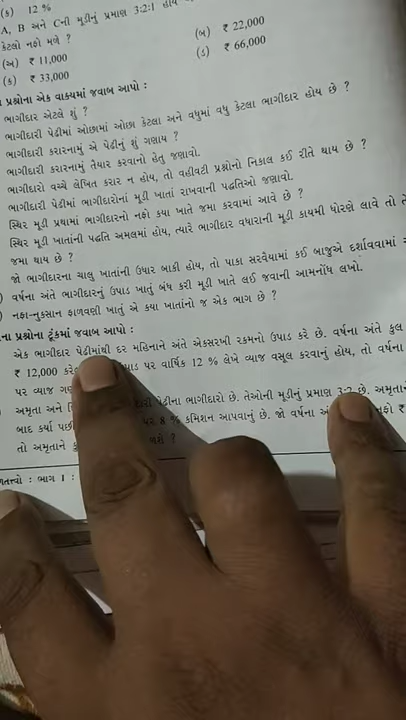 (ક) 12 %
A, B અને Cની મૂડીનું પ્રમાણ 3:2:1 હોય
કેટલો નફો મળે ?
(અ) ₹ 11,000 (બ) ₹ 22,000
(ક) ₹ 33,000 (ડ) ₹ 66,000
પ્રશ્નોના એક વાક્યમાં જવાબ આપો :
ભાગીદાર એટલે શું ?
ભાગીદારી પેઢીમાં ઓછામાં ઓછા કેટલા અને વધુમાં વધુ કેટલા ભાગીદાર હોય છે ?
ભાગીદારી કરારનામું એ પેઢીનું શું ગણાય ?
ભાગીદારી કરારનામું તૈયાર કરવાનો હેતુ જણાવો.
ભાગીદારો વચ્ચે લેખિત કરાર ન હોય, તો વહીવટી પ્રશ્નોનો નિકાલ કઈ રીતે થાય છે ?
ભાગીદારી પેઢીમાં ભાગીદારોનાં મૂડી ખાતાં રાખવાની પદ્ધતિઓ જણાવો.
સ્થિર મૂડી પ્રથામાં ભાગીદારનો નફો કયા ખાતે જમા કરવામાં આવે છે ?
સ્થિર મૂડી ખાતાંની પદ્ધતિ અમલમાં હોય, ત્યારે ભાગીદાર વધારાની મૂડી કાયમી ધોરણે લાવે તો તે
જમા થાય છે ?
જો ભાગીદારના ચાલુ ખાતાંની ઉધાર બાકી હોય, તો પાકા સરવૈયામાં કઈ બાજુએ દર્શાવવામાં
) વર્ષના અંતે ભાગીદારનું ઉપાડ ખાતું બંધ કરી મૂડી ખાતે લઈ જવાની આમનોંધ લખો.
) નફા-નુકસાન ફાળવણી ખાતું એ કયા ખાતાંનો જ એક ભાગ છે ?
ના પ્રશ્નોના ટૂંકમાં જવાબ આપો :
એક ભાગીદાર પેઢીમાંથી દર મહિનાને અંતે એકસરખી રકમનો ઉપાડ કરે છે. વર્ષના અંતે કુલ
₹ 12,000 પર વાર્ષિક 12 % લેખે વ્યાજ વસૂલ કરવાનું હોય, તો વર્ષના
પર વ્યાજ
અમૃતા અને પેઢીના ભાગીદારો છે. તેઓની મૂડીનું પ્રમાણ 3:2 છે.
બાદ કર્યા પછી પર 8 % કમિશન આપવાનું છે. જો વર્ષના ₹
તો અમૃતાને ?
ભાગ 1 :